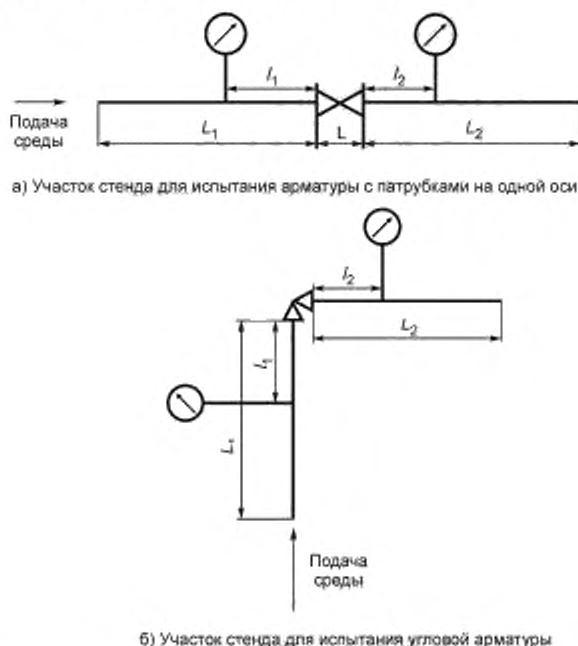 l₁
l₂
Подача
среды
L₁
L
L₂
а) Участок стенда для испытания арматуры с патрубками на одной оси
l₂
L₂
l₁
L₁
Подача
среды
б) Участок стенда для испытания угловой арматуры